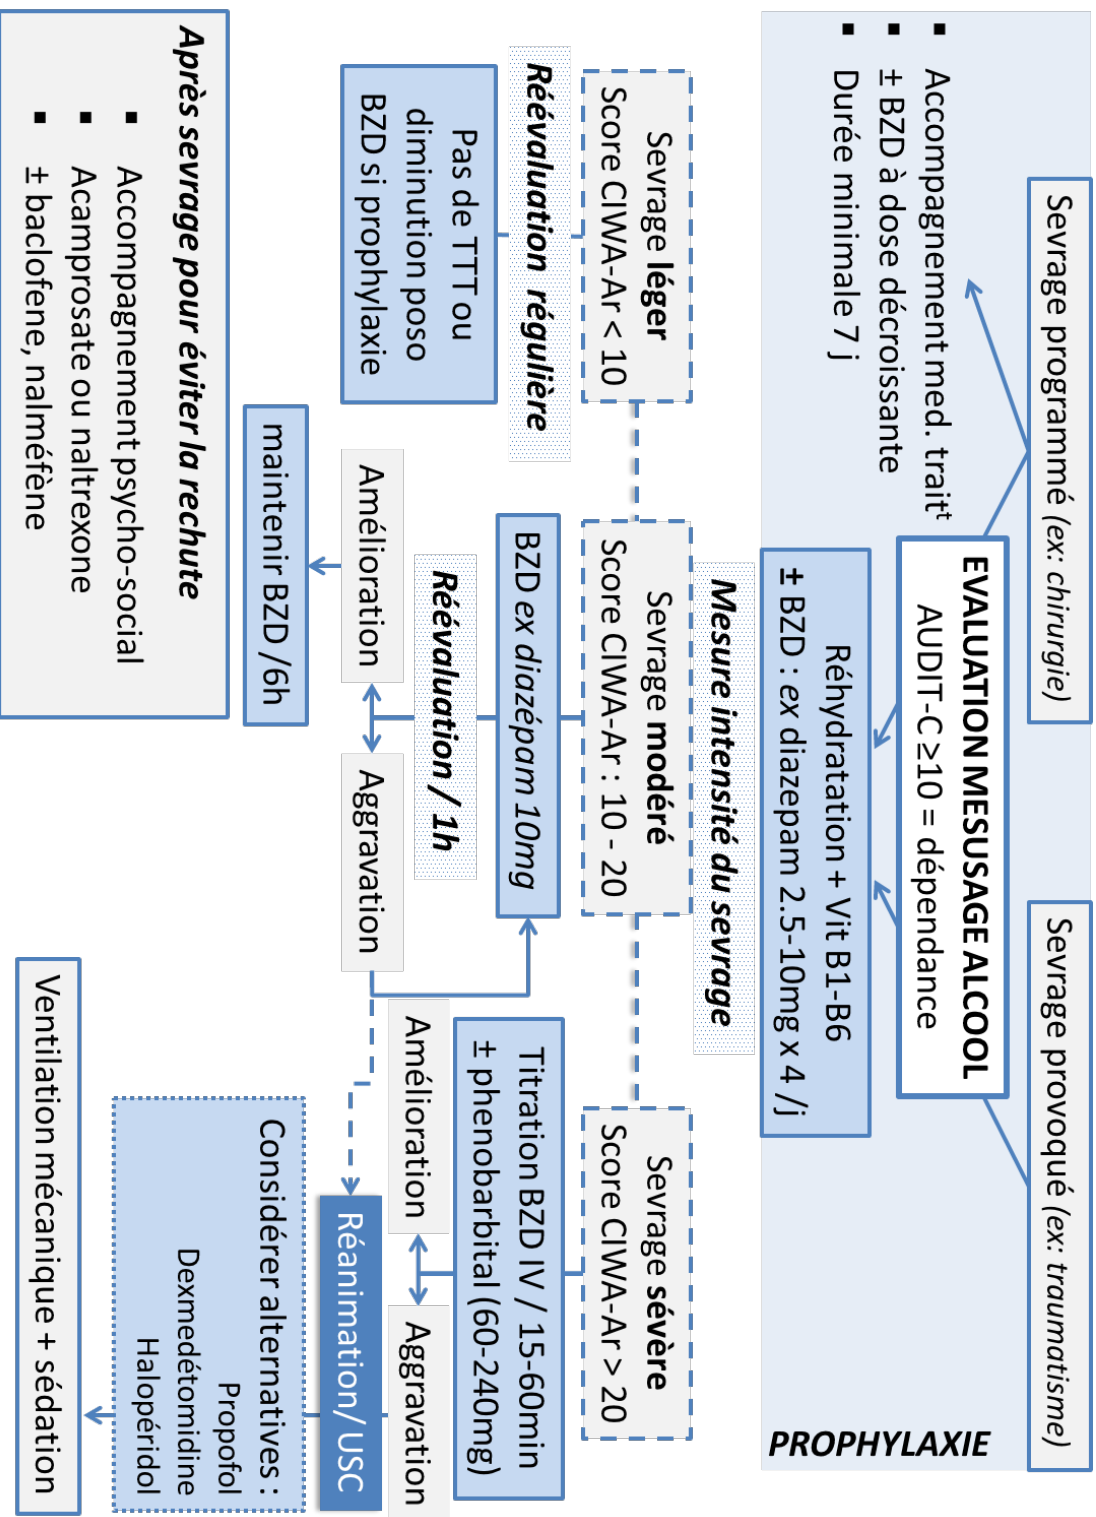 Sevrage programmé (ex: chirurgie)
Sevrage provoqué (ex: traumatisme)
EVALUATION MESUSAGE ALCOOL
AUDIT-C ≥10 = dépendance
▪ Accompagnement med. traitᵗ
▪ ± BZD à dose décroissante
▪ Durée minimale 7 j
Réhydratation + Vit B1-B6
± BZD : ex diazepam 2.5-10mg x 4 /j
PROPHYLAXIE
Mesure intensité du sevrage
Sevrage léger
Score CIWA-Ar < 10
Sevrage modéré
Score CIWA-Ar : 10 - 20
Sevrage sévère
Score CIWA-Ar > 20
Réévaluation régulière
Pas de TTT ou
diminution poso
BZD si prophylaxie
BZD ex diazépam 10mg
Réévaluation / 1h
Amélioration
Aggravation
maintenir BZD /6h
Titration BZD IV / 15-60min
± phenobarbital (60-240mg)
Amélioration
Aggravation
Réanimation/ USC
Considérer alternatives :
Propofol
Dexmedétomidine
Halopéridol
Ventilation mécanique + sédation
Après sevrage pour éviter la rechute
▪ Accompagnement psycho-social
▪ Acamprosate ou naltrexone
▪ ± baclofene, nalméfène